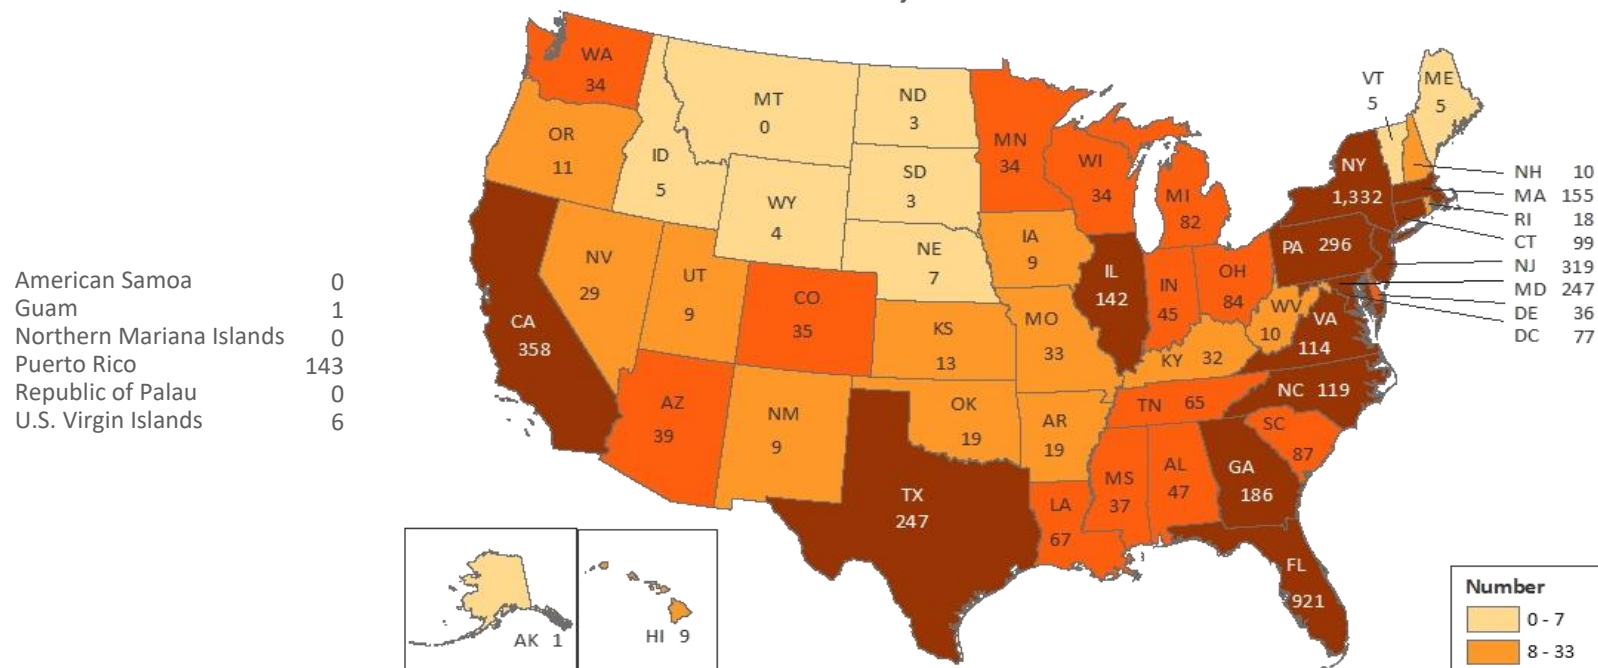 American Samoa 0
Guam 1
Northern Mariana Islands 0
Puerto Rico 143
Republic of Palau 0
U.S. Virgin Islands 6
WA
34
OR
11
CA
358
ID
5
NV
29
MT
0
WY
4
UT
9
AZ
39
CO
35
NM
9
ND
3
SD
3
NE
7
KS
13
OK
19
TX
247
MN
34
IA
9
MO
33
AR
19
LA
67
WI
34
IL
142
MI
82
IN
45
OH
84
KY 32
TN 65
MS
37
AL
47
GA
186
FL
921
SC
87
NC 119
VA
114
WV
10
PA 296
NY
1,332
VT
5
ME
5
NH 10
MA 155
RI 18
CT 99
NJ 319
MD 247
DE 36
DC 77
AK 1
HI 9
Number
0 - 7
8 - 33